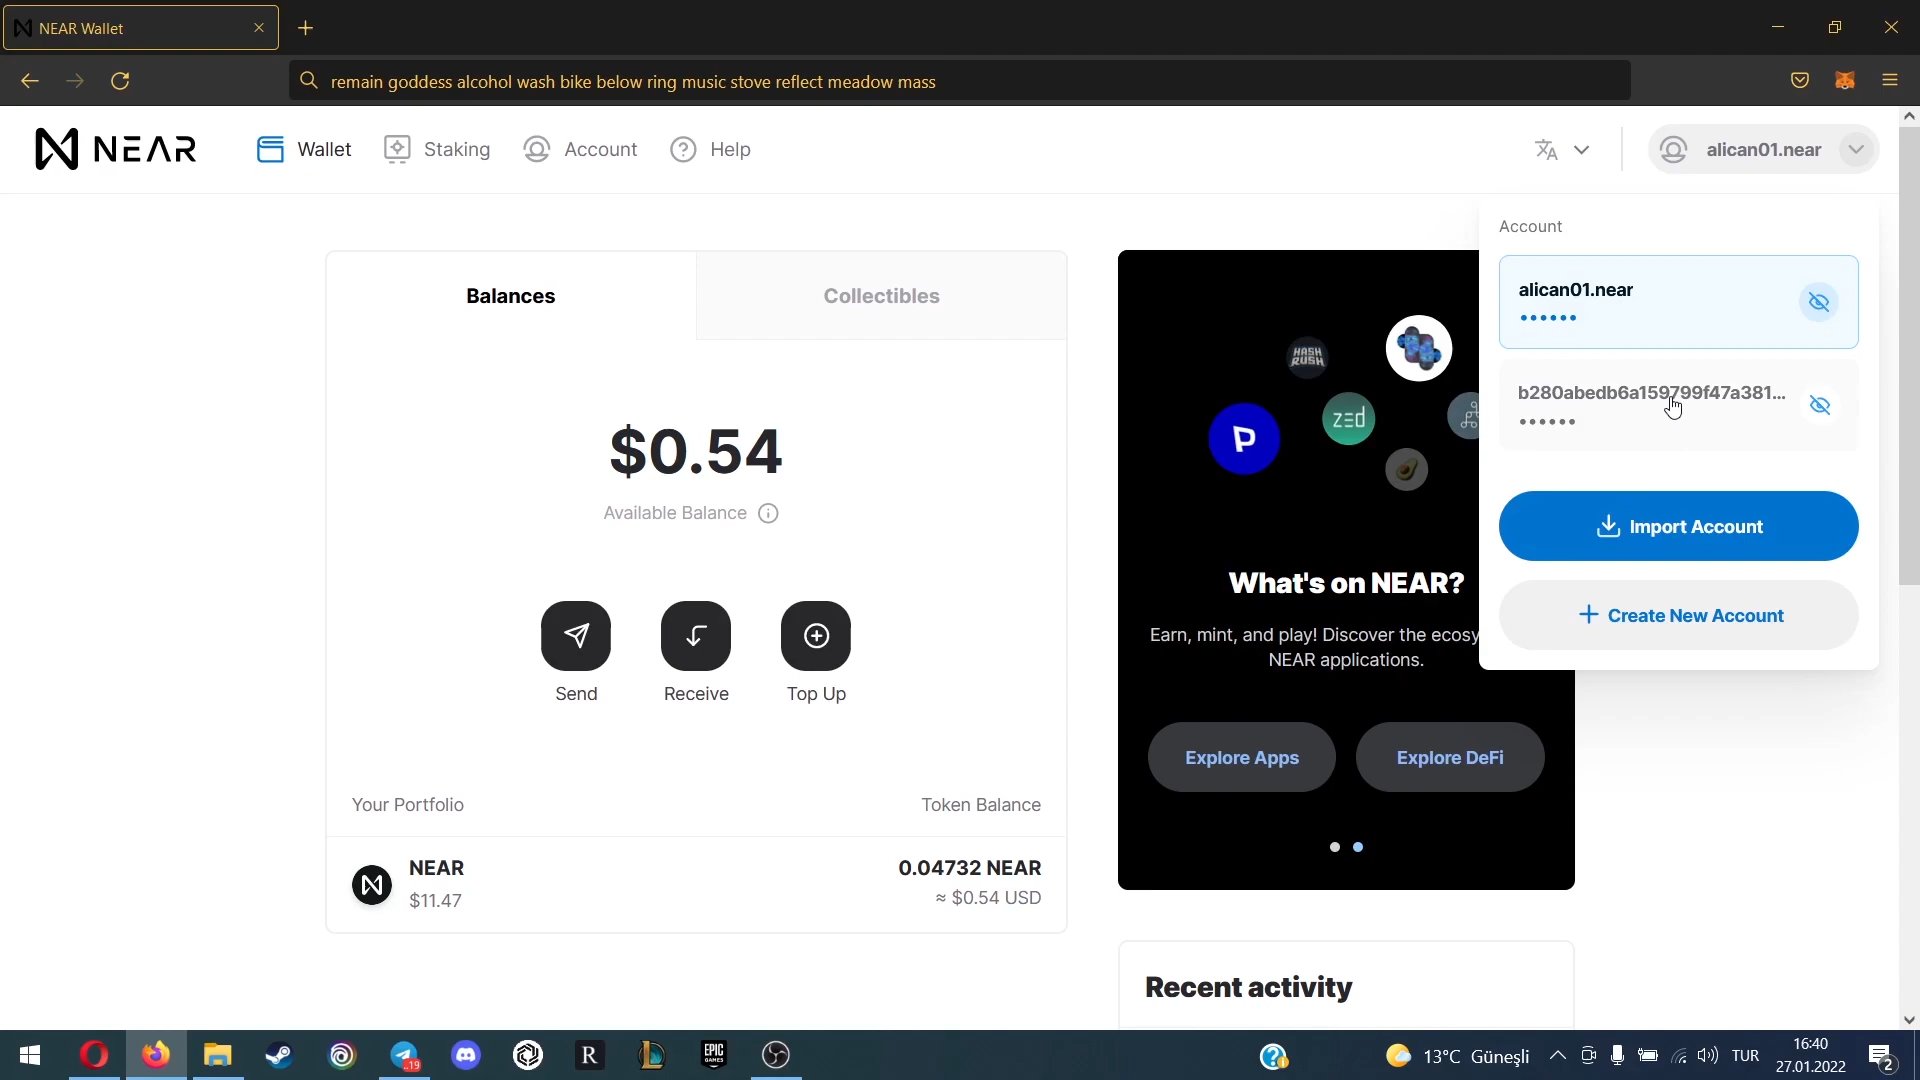 NEAR Wallet
remain goddess alcohol wash bike below ring music stove reflect meadow mass
NEAR
Wallet
Staking
Account
Help
alican01.near
Account
alican01.near
••••••
b280abedb6a159799f47a381...
••••••
Import Account
Create New Account
Balances
Collectibles
$0.54
Available Balance
Send
Receive
Top Up
Your Portfolio
Token Balance
NEAR
0.04732 NEAR
$11.47
≈ $0.54 USD
HASH
RUSH
zed
P
What's on NEAR?
Earn, mint, and play! Discover the ecosy
NEAR applications.
Explore Apps
Explore DeFi
Recent activity
19
R
EPIC
GAMES
13°C Güneşli
TUR
16:40
27.01.2022
2